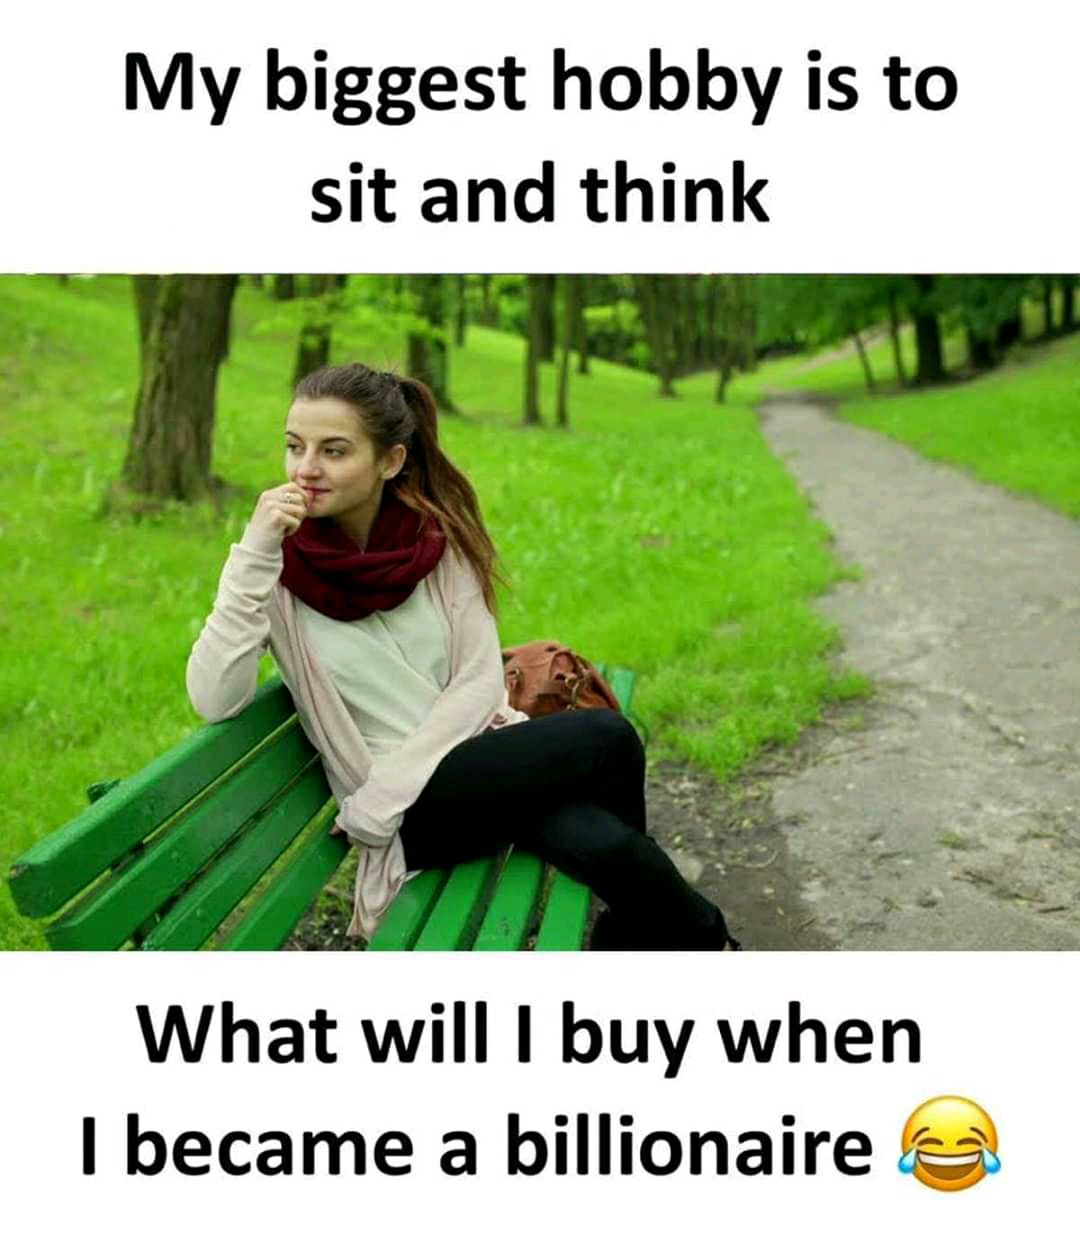 My biggest hobby is to
sit and think
What will I buy when
I became a billionaire 😂